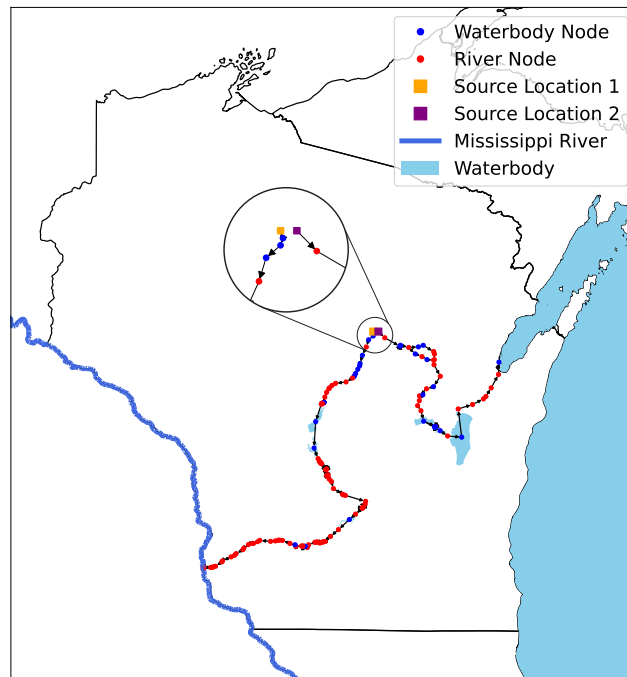 Waterbody Node
River Node
Source Location 1
Source Location 2
Mississippi River
Waterbody